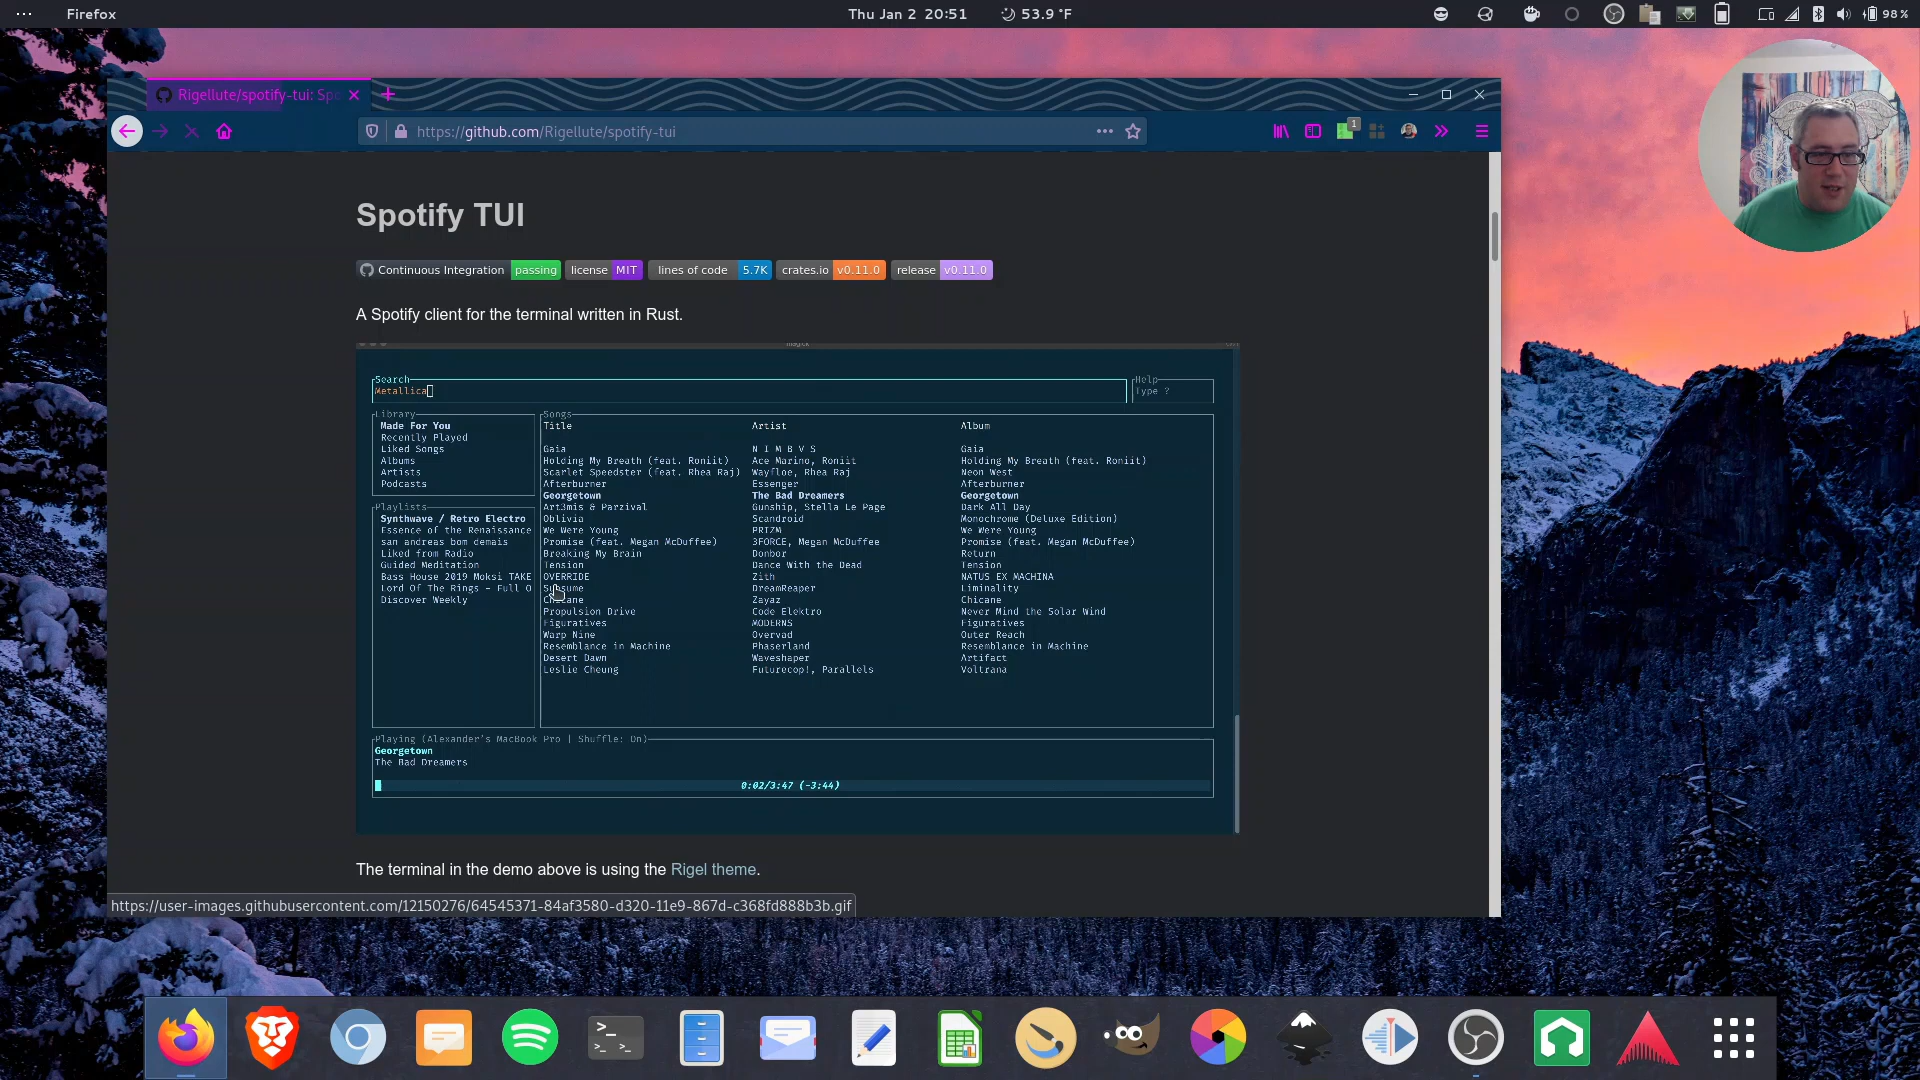 Firefox
Thu Jan 2 20:51
53.9 °F
98 %
Rigellute/spotify-tui: Spo
https://github.com/Rigellute/spotify-tui
1
Spotify TUI
Continuous Integration passing license MIT lines of code 5.7K crates.io v0.11.0 release v0.11.0
A Spotify client for the terminal written in Rust.
Search
Metallica
Help
Type ?
Library
Made For You
Recently Played
Liked Songs
Albums
Artists
Podcasts
Playlists
Synthwave / Retro Electro
Essence of the Renaissance
san andreas bom demais
Liked from Radio
Guided Meditation
Bass House 2019 Moksi TAKE
Lord Of The Rings - Full O
Discover Weekly
Songs
Title Artist Album
Gaia N I M B V S Gaia
Holding My Breath (feat. Roniit) Ace Marino, Roniit Holding My Breath (feat. Roniit)
Scarlet Speedster (feat. Rhea Raj) Wayfloe, Rhea Raj Neon West
Afterburner Essenger Afterburner
Georgetown The Bad Dreamers Georgetown
Art3mis & Parzival Gunship, Stella Le Page Dark All Day
Oblivia Scandroid Monochrome (Deluxe Edition)
We Were Young PRIZM We Were Young
Promise (feat. Megan McDuffee) 3FORCE, Megan McDuffee Promise (feat. Megan McDuffee)
Breaking My Brain Donbor Return
Tension Dance With the Dead Tension
OVERRIDE Zith NATUS EX MACHINA
DreamReaper Liminality
Zayaz Chicane
Propulsion Drive Code Elektro Never Mind the Solar Wind
Figuratives MODERNS Figuratives
Warp Nine Overvad Outer Reach
Resemblance in Machine Phaserland Resemblance in Machine
Desert Dawn Waveshaper Artifact
Leslie Cheung Futurecop!, Parallels Voltrana
Playing (Alexander's MacBook Pro | Shuffle: On)
Georgetown
The Bad Dreamers
0:02/3:47 (-3:44)
The terminal in the demo above is using the Rigel theme.
https://user-images.githubusercontent.com/12150276/64545371-84af3580-d320-11e9-867d-c368fd888b3b.gif